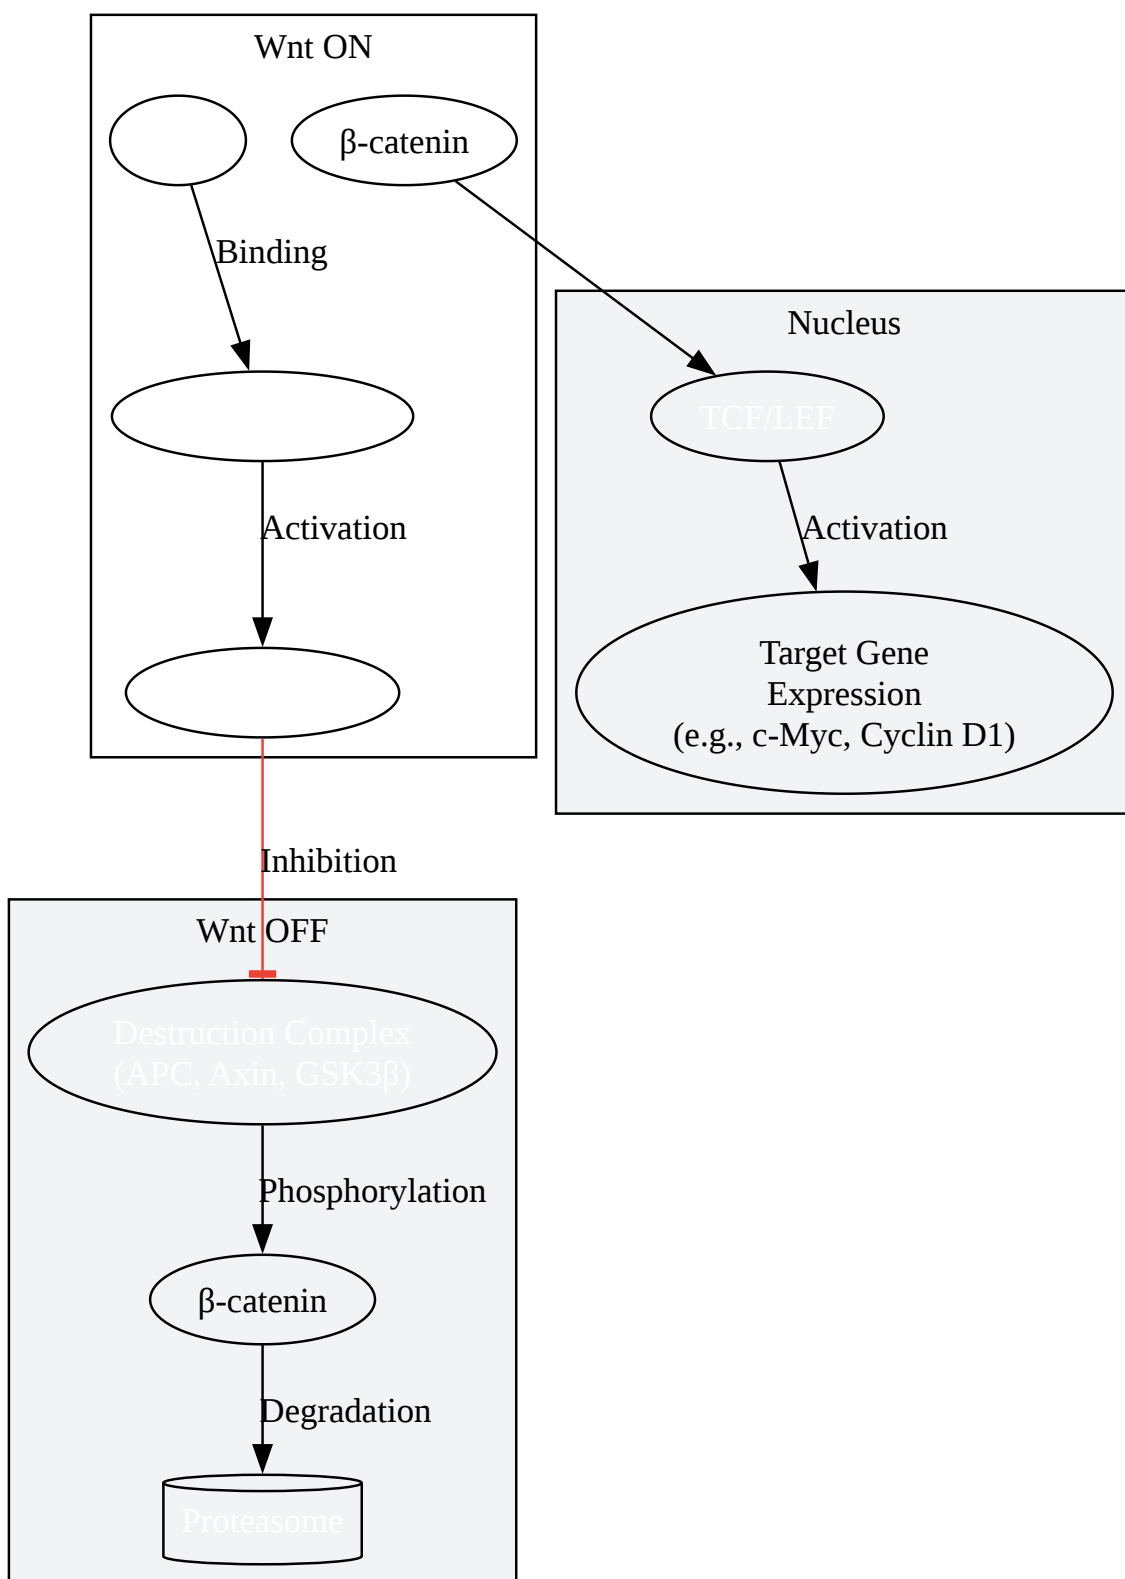 Wnt ON
β-catenin
Binding
Nucleus
TCF/LEF
Activation
Activation
Target Gene
Expression
(e.g., c-Myc, Cyclin D1)
Inhibition
Wnt OFF
Destruction Complex
(APC, Axin, GSK3β)
Phosphorylation
β-catenin
Degradation
Proteasome